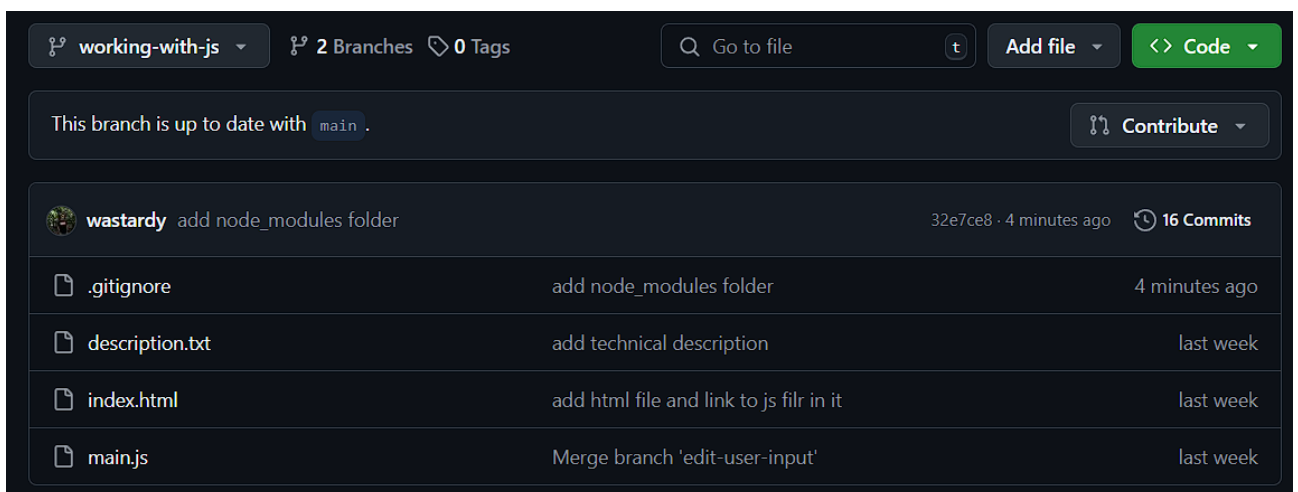 working-with-js 2 Branches 0 Tags Go to file t Add file Code
This branch is up to date with main . Contribute
wastardy add node_modules folder 32e7ce8 · 4 minutes ago 16 Commits
.gitignore add node_modules folder 4 minutes ago
description.txt add technical description last week
index.html add html file and link to js filr in it last week
main.js Merge branch 'edit-user-input' last week